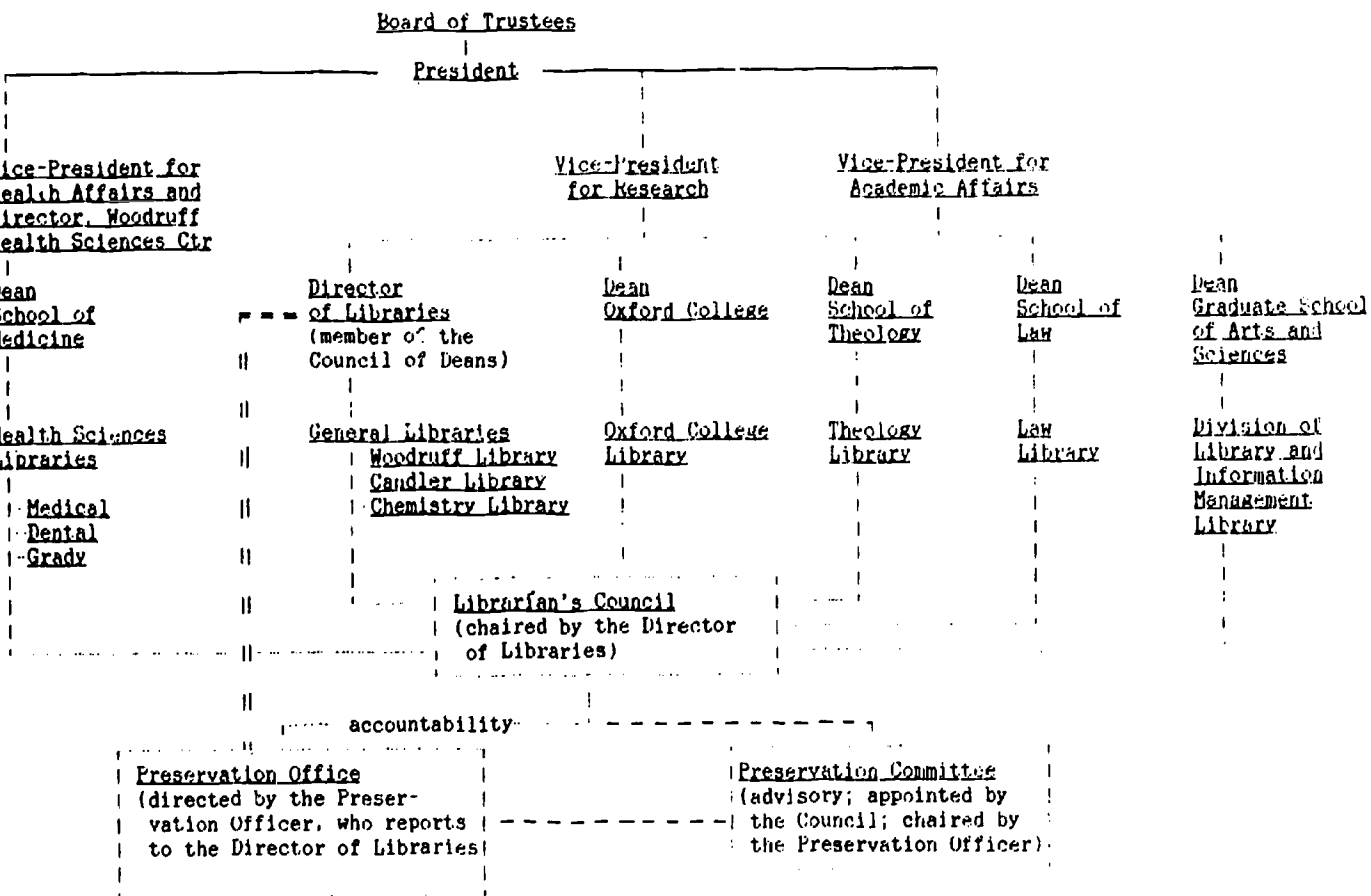 Board of Trustees
President
ice-President for
ealth Affairs and
irector, Woodruff
ealth Sciences Ctr
Vice-President
for Research
Vice-President for
Academic Affairs
Dean
School of
Medicine
Director
of Libraries
(member of the
Council of Deans)
Dean
Oxford College
Dean
School of
Theology
Dean
School of
Law
Dean
Graduate School
of Arts and
Sciences
Health Sciences
Libraries
Medical
Dental
Grady
General Libraries
Woodruff Library
Candler Library
Chemistry Library
Oxford College
Library
Theology
Library
Law
Library
Division of
Library and
Information
Management
Library
Librarian's Council
(chaired by the Director
of Libraries)
accountability
Preservation Office
(directed by the Preser-
vation Officer, who reports
to the Director of Libraries
Preservation Committee
(advisory; appointed by
the Council; chaired by
the Preservation Officer)